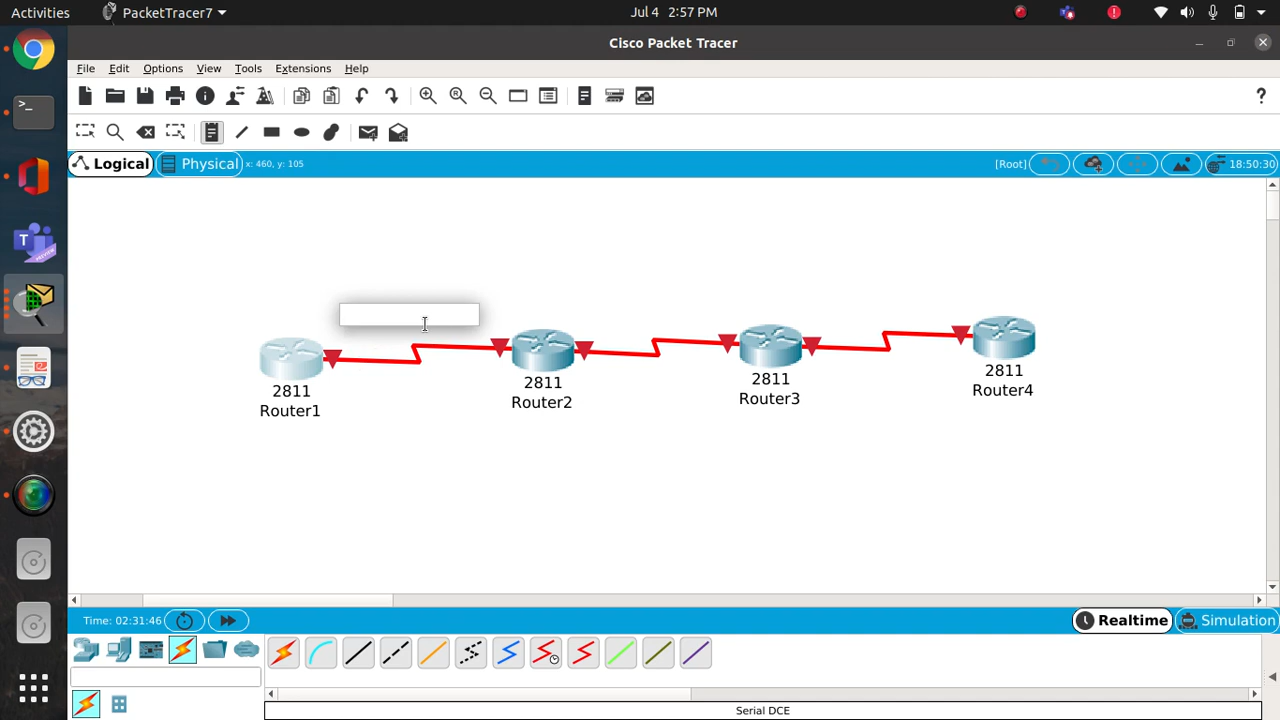 Activities PacketTracer7 Jul 4 2:57 PM
Cisco Packet Tracer
File Edit Options View Tools Extensions Help
?
Logical Physical x: 460, y: 105 [Root] 18:50:30
2811
Router1
2811
Router2
2811
Router3
2811
Router4
Time: 02:31:46 Realtime Simulation
Serial DCE